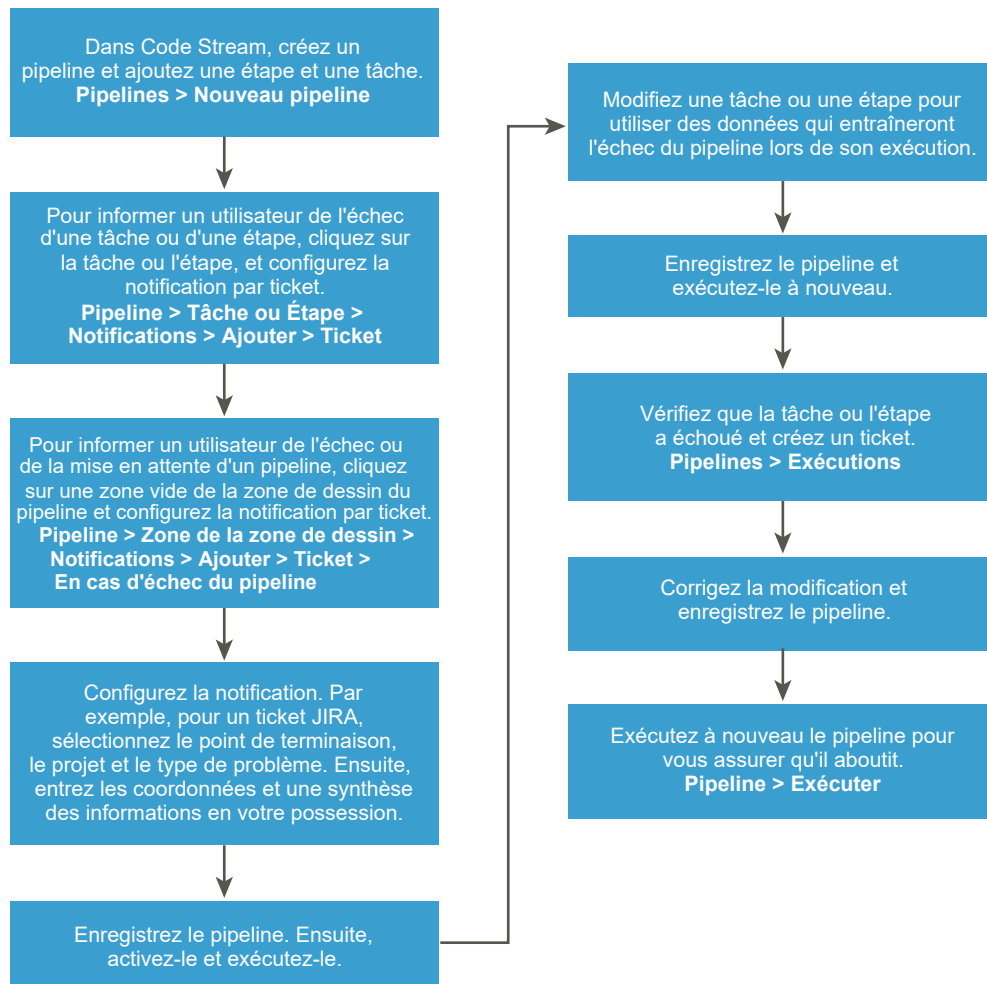 Dans Code Stream, créez un
pipeline et ajoutez une étape et une tâche.
Pipelines > Nouveau pipeline
Pour informer un utilisateur de l'échec
d'une tâche ou d'une étape, cliquez sur
la tâche ou l'étape, et configurez la
notification par ticket.
Pipeline > Tâche ou Étape >
Notifications > Ajouter > Ticket
Pour informer un utilisateur de l'échec ou
de la mise en attente d'un pipeline, cliquez
sur une zone vide de la zone de dessin du
pipeline et configurez la notification par ticket.
Pipeline > Zone de la zone de dessin >
Notifications > Ajouter > Ticket >
En cas d'échec du pipeline
Configurez la notification. Par
exemple, pour un ticket JIRA,
sélectionnez le point de terminaison,
le projet et le type de problème. Ensuite,
entrez les coordonnées et une synthèse
des informations en votre possession.
Enregistrez le pipeline. Ensuite,
activez-le et exécutez-le.
Modifiez une tâche ou une étape pour
utiliser des données qui entraîneront
l'échec du pipeline lors de son exécution.
Enregistrez le pipeline et
exécutez-le à nouveau.
Vérifiez que la tâche ou l'étape
a échoué et créez un ticket.
Pipelines > Exécutions
Corrigez la modification et
enregistrez le pipeline.
Exécutez à nouveau le pipeline pour
vous assurer qu'il aboutit.
Pipeline > Exécuter